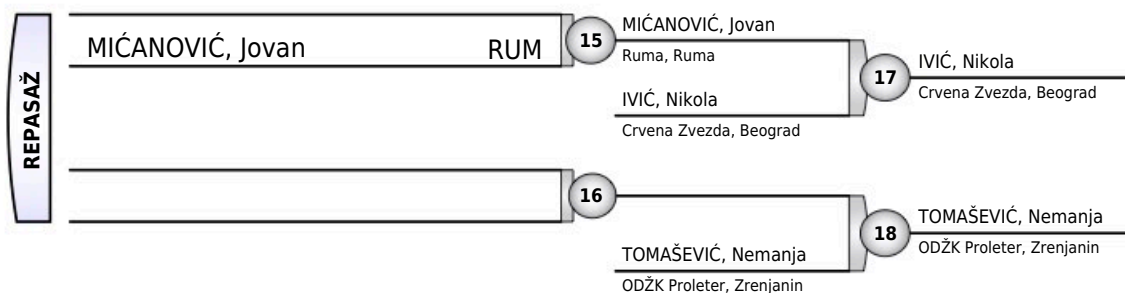 REPASAŽ
MIĆANOVIĆ, Jovan RUM
15
MIĆANOVIĆ, Jovan
Ruma, Ruma
IVIĆ, Nikola
Crvena Zvezda, Beograd
17
IVIĆ, Nikola
Crvena Zvezda, Beograd
16
TOMAŠEVIĆ, Nemanja
ODŽK Proleter, Zrenjanin
18
TOMAŠEVIĆ, Nemanja
ODŽK Proleter, Zrenjanin